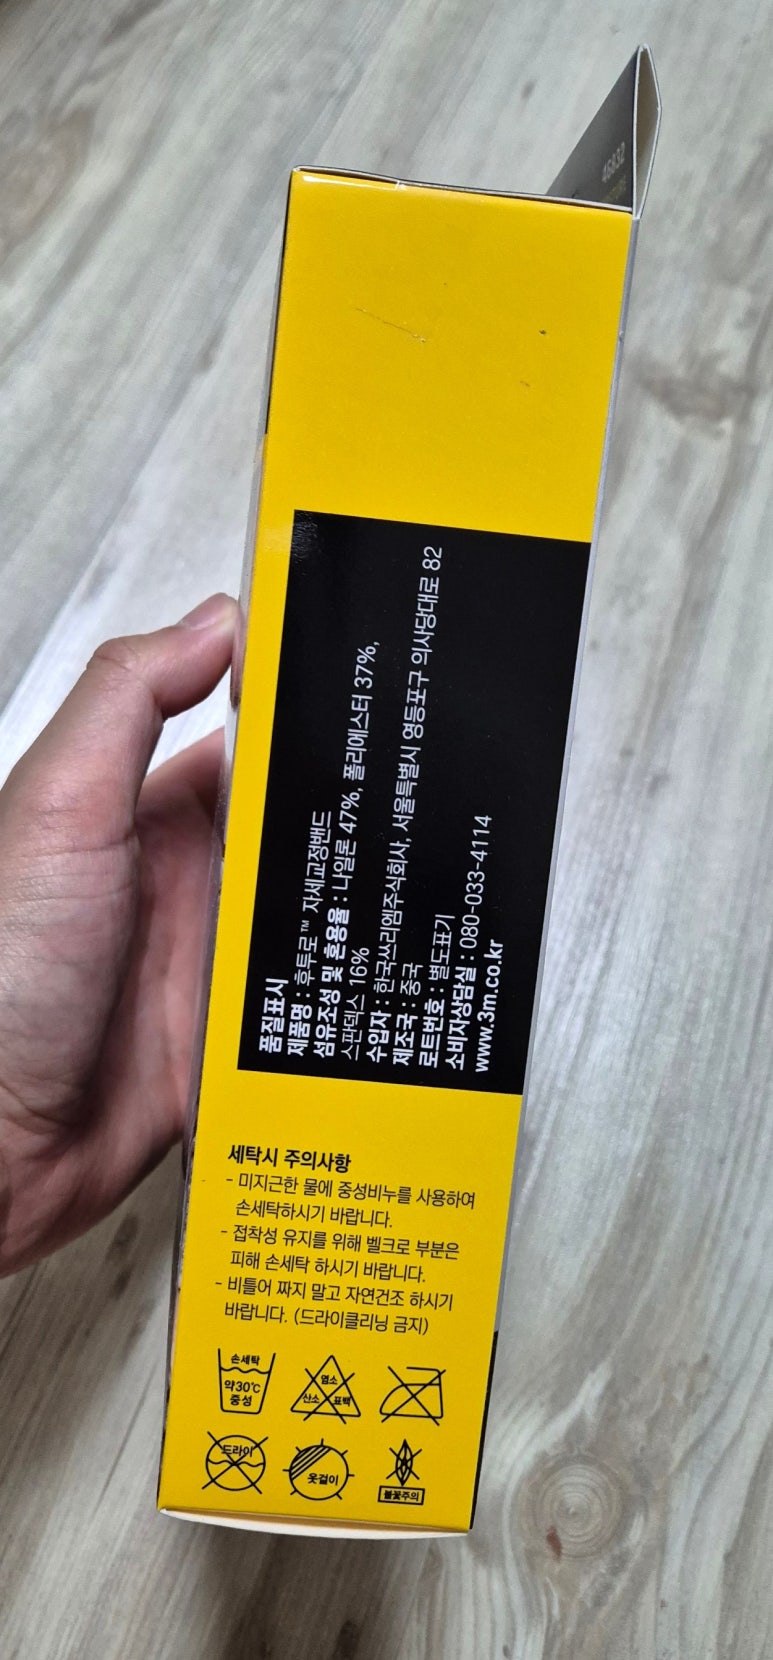 46832
품질표시
제품명 : 후투로™ 자세교정밴드
섬유조성 및 혼용율 : 나일론 47%, 폴리에스터 37%,
스판덱스 16%
수입자 : 한국쓰리엠주식회사, 서울특별시 영등포구 의사당대로 82
제조국 : 중국
로트번호 : 별도표기
소비자상담실 : 080-033-4114
www.3m.co.kr
세탁시 주의사항
- 미지근한 물에 중성비누를 사용하여
손세탁하시기 바랍니다.
- 접착성 유지를 위해 벨크로 부분은
피해 손세탁 하시기 바랍니다.
- 비틀어 짜지 말고 자연건조 하시기
바랍니다. (드라이클리닝 금지)
손세탁
약30℃
중성
염소
산소 표백
드라이
옷걸이
불꽃주의